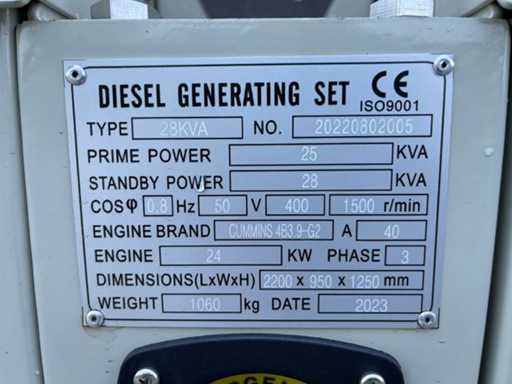 DIESEL GENERATING SET CE
ISO9001
TYPE 28KVA NO. 20220802005
PRIME POWER 25 KVA
STANDBY POWER 28 KVA
COSφ 0.8 Hz 50 V 400 1500 r/min
ENGINE BRAND CUMMINS 4B3.9-G2 A 40
ENGINE 24 KW PHASE 3
DIMENSIONS(LxWxH) 2200 x 950 x 1250 mm
WEIGHT 1060 kg DATE 2023